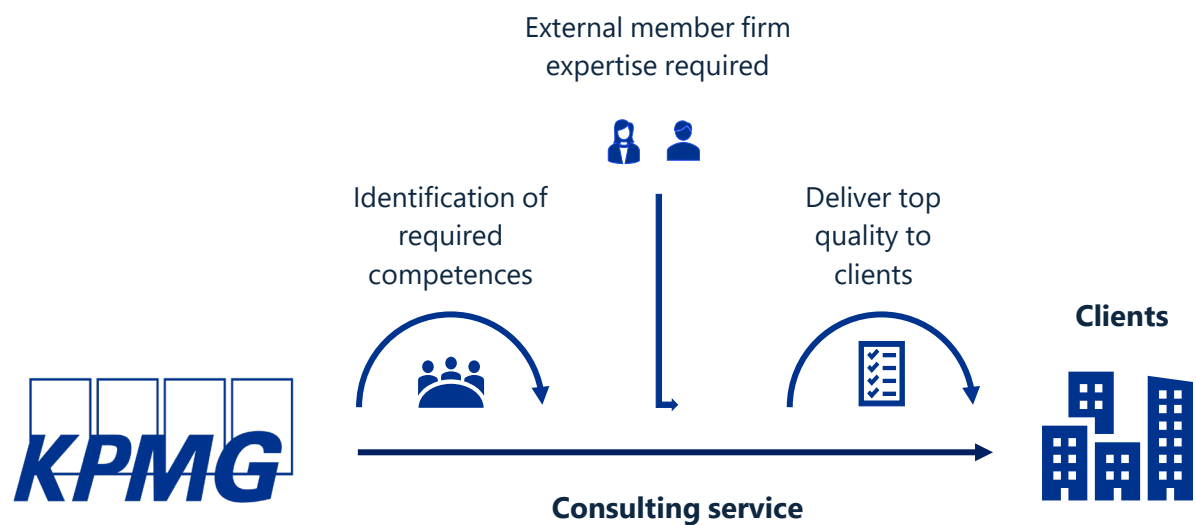 External member firm
expertise required
Identification of
required
competences
Deliver top
quality to
clients
Clients
KPMG
Consulting service